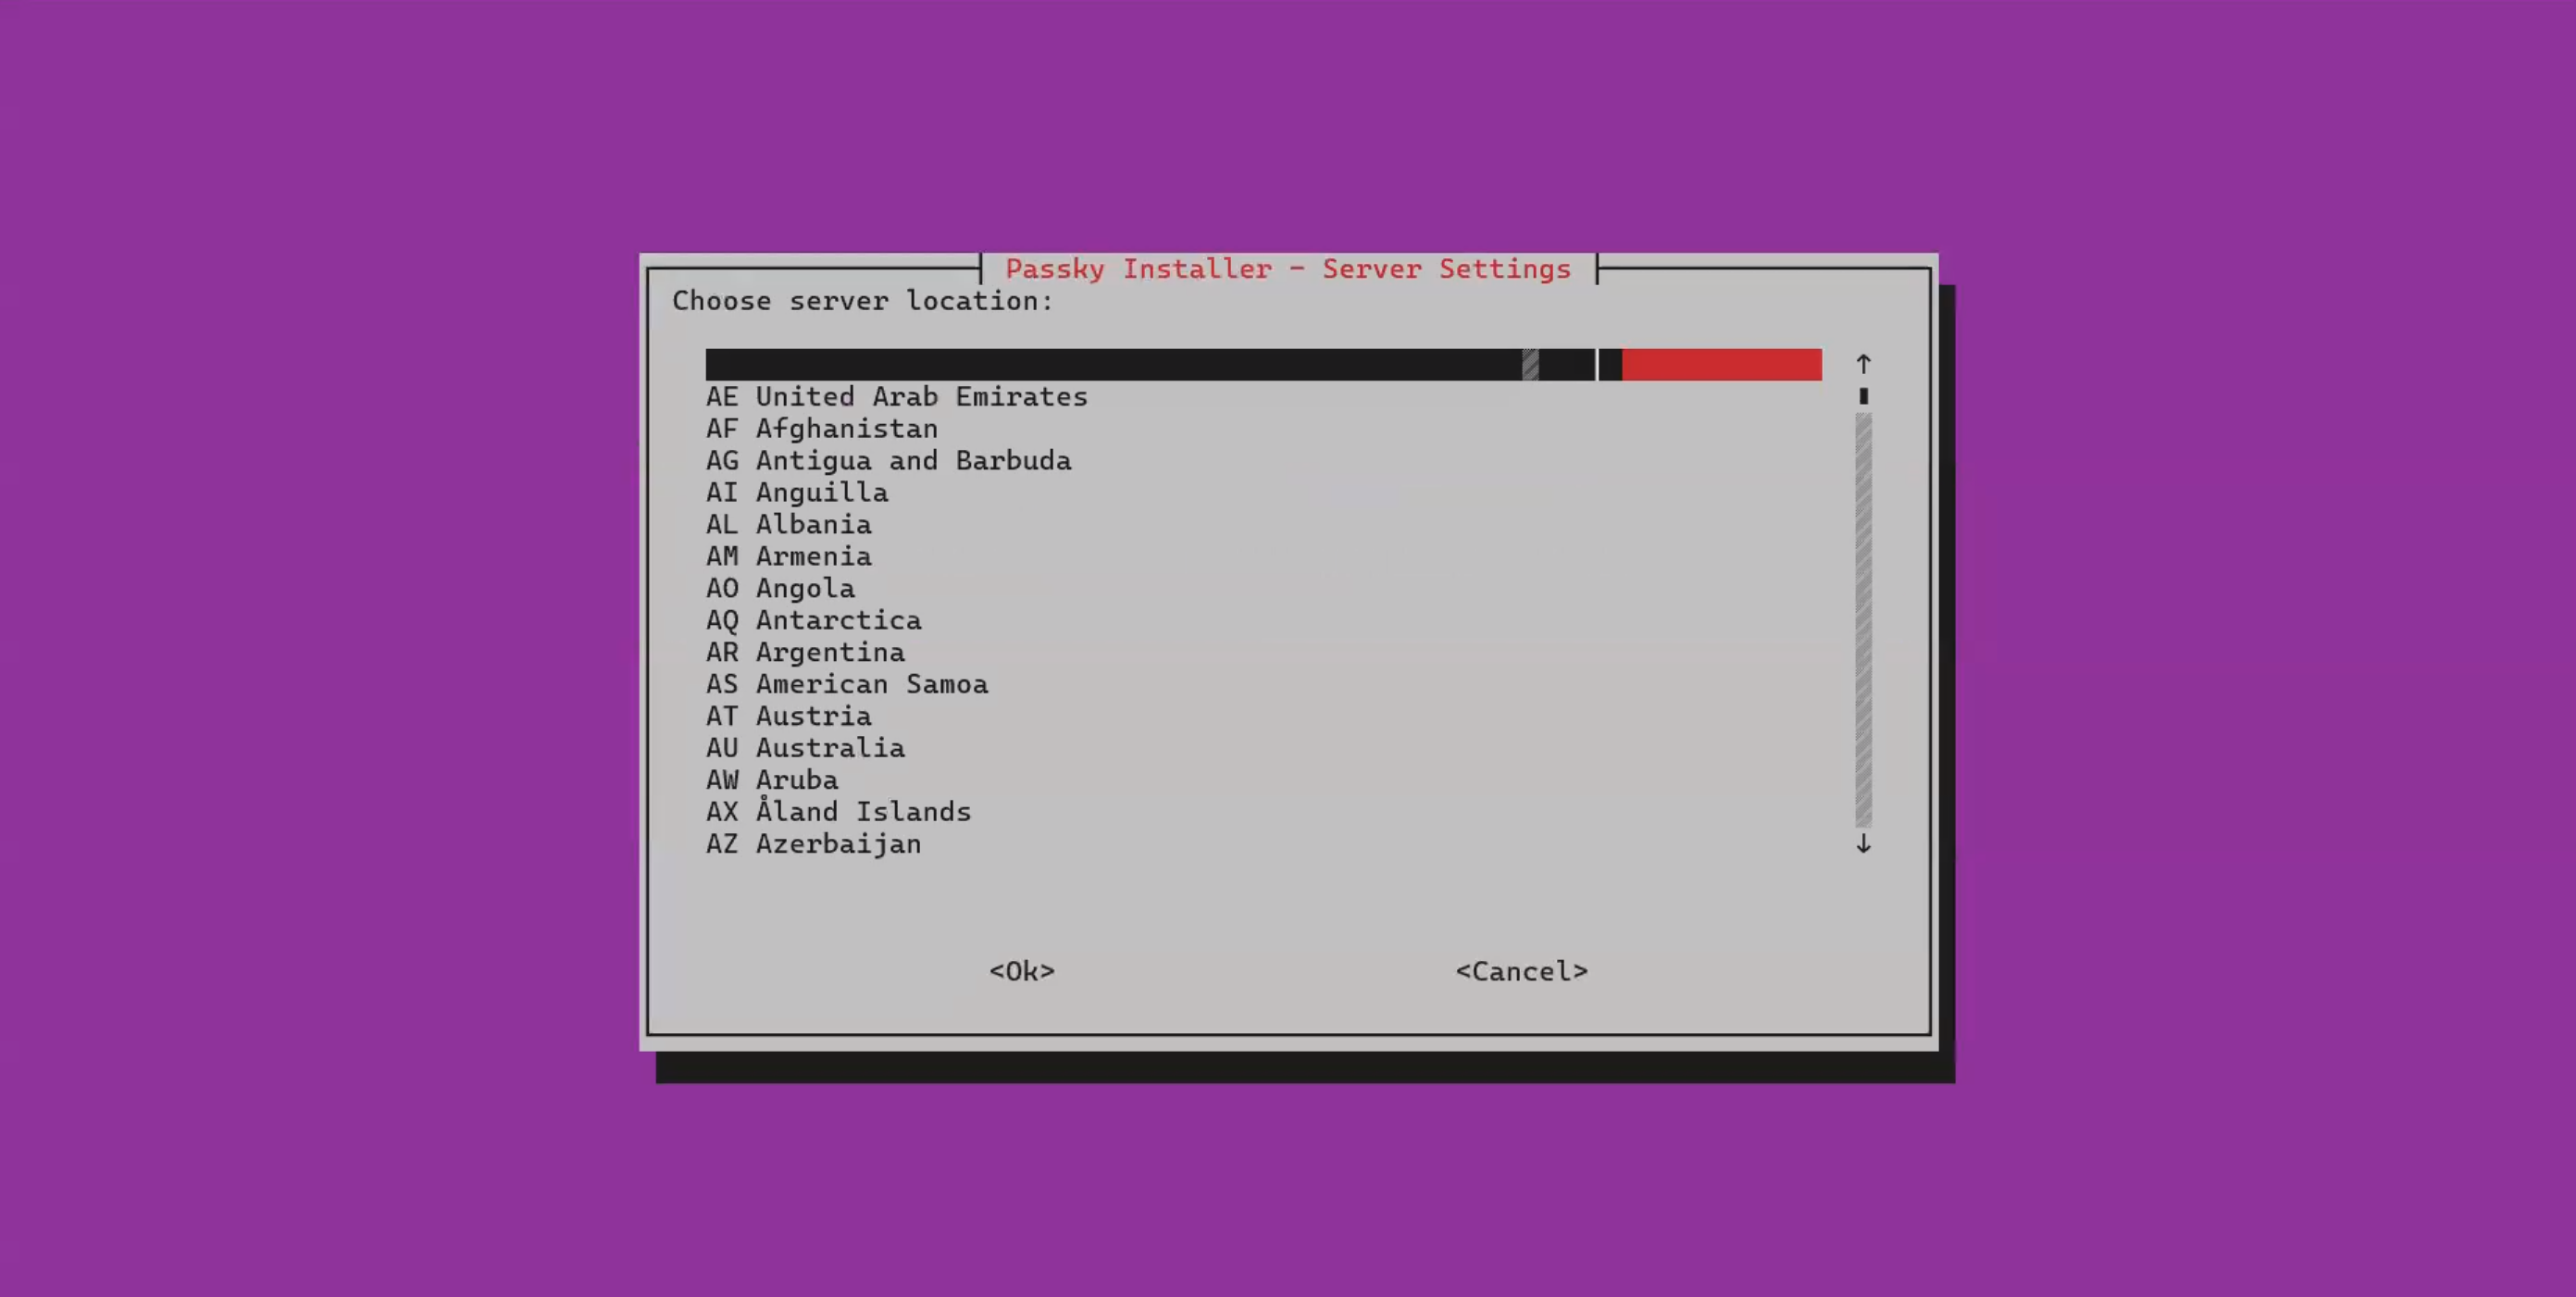 Passky Installer - Server Settings
Choose server location:
↑
AE United Arab Emirates
AF Afghanistan
AG Antigua and Barbuda
AI Anguilla
AL Albania
AM Armenia
AO Angola
AQ Antarctica
AR Argentina
AS American Samoa
AT Austria
AU Australia
AW Aruba
AX Åland Islands
AZ Azerbaijan ↓
<Ok> <Cancel>